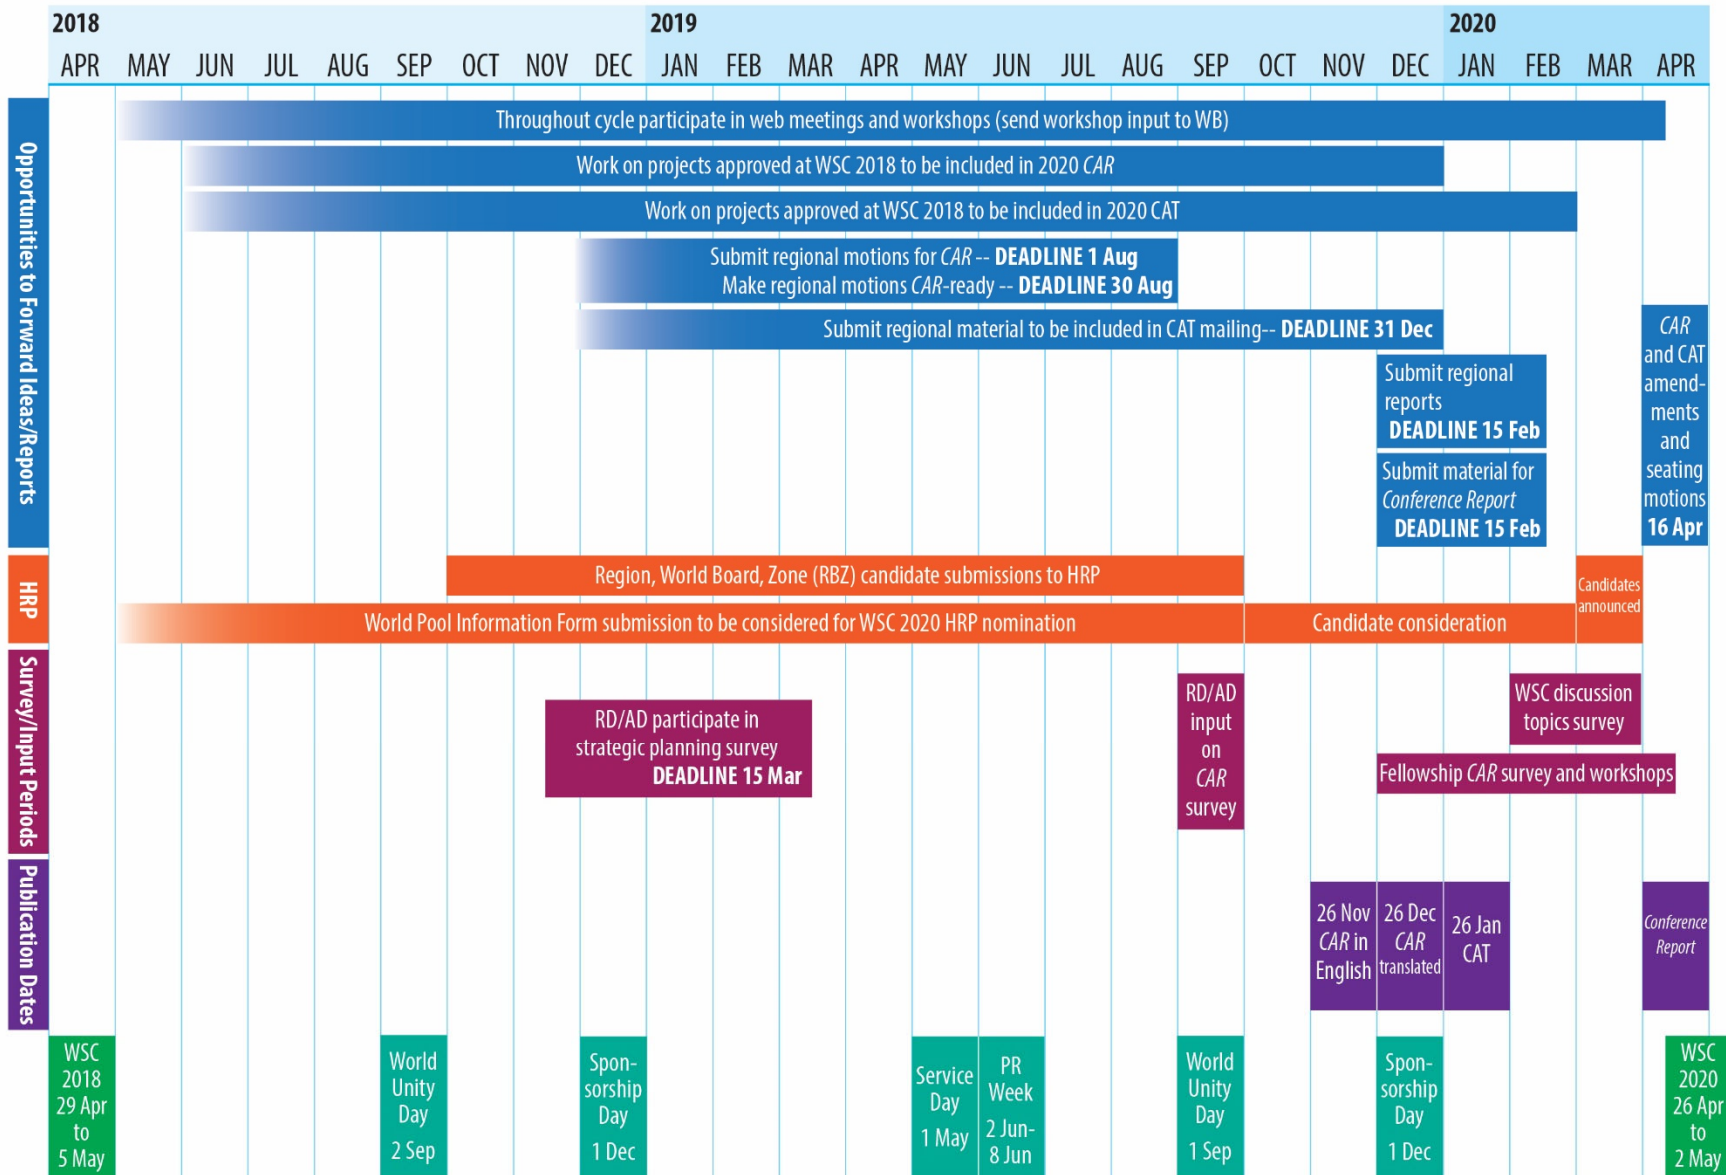 2018
2019
2020
APR MAY JUN JUL AUG SEP OCT NOV DEC JAN FEB MAR APR MAY JUN JUL AUG SEP OCT NOV DEC JAN FEB MAR APR
Opportunities to Forward Ideas/Reports
Throughout cycle participate in web meetings and workshops (send workshop input to WB)
Work on projects approved at WSC 2018 to be included in 2020 CAR
Work on projects approved at WSC 2018 to be included in 2020 CAT
Submit regional motions for CAR -- DEADLINE 1 Aug
Make regional motions CAR-ready -- DEADLINE 30 Aug
Submit regional material to be included in CAT mailing-- DEADLINE 31 Dec
Submit regional
reports
DEADLINE 15 Feb
Submit material for
Conference Report
DEADLINE 15 Feb
CAR
and CAT
amend-
ments
and
seating
motions
16 Apr
HRP
Region, World Board, Zone (RBZ) candidate submissions to HRP
World Pool Information Form submission to be considered for WSC 2020 HRP nomination
Candidate consideration
Candidates
announced
Survey/Input Periods
RD/AD participate in
strategic planning survey
DEADLINE 15 Mar
RD/AD
input
on
CAR
survey
WSC discussion
topics survey
Fellowship CAR survey and workshops
Publication Dates
26 Nov
CAR in
English
26 Dec
CAR
translated
26 Jan
CAT
Conference
Report
WSC
2018
29 Apr
to
5 May
World
Unity
Day
2 Sep
Spon-
sorship
Day
1 Dec
Service
Day
1 May
PR
Week
2 Jun-
8 Jun
World
Unity
Day
1 Sep
Spon-
sorship
Day
1 Dec
WSC
2020
26 Apr
to
2 May